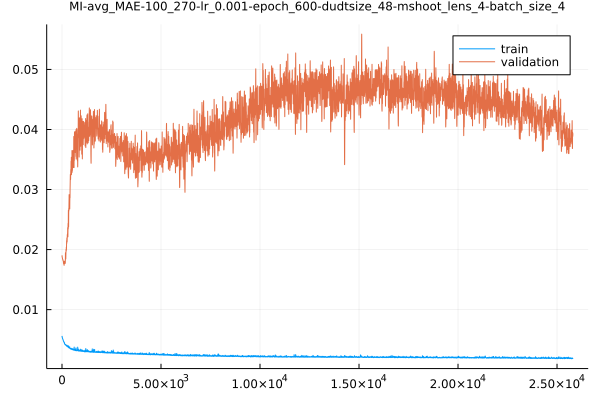 MI-avg_MAE-100_270-lr_0.001-epoch_600-dudtsize_48-mshoot_lens_4-batch_size_4
train
validation
0.05
0.04
0.03
0.02
0.01
0 5.00×10³ 1.00×10⁴ 1.50×10⁴ 2.00×10⁴ 2.50×10⁴